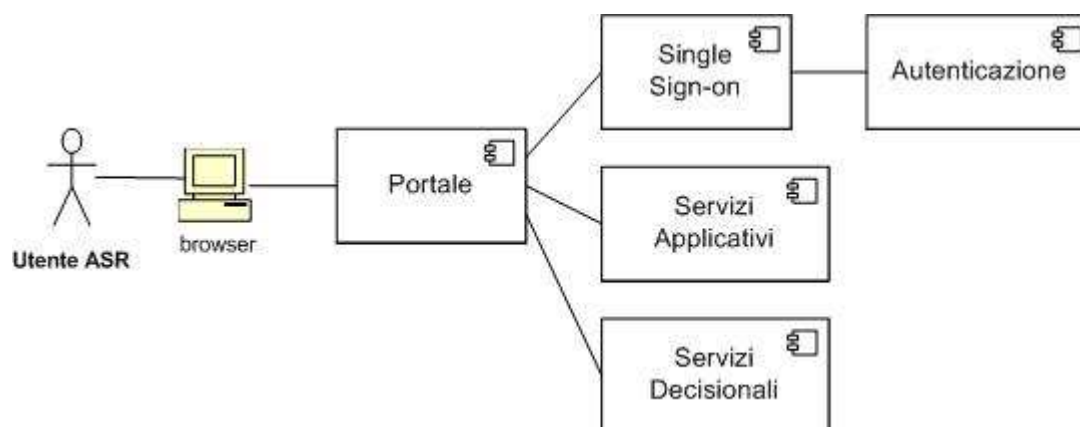 Single
Sign-on
Autenticazione
Portale
browser
Utente ASR
Servizi
Applicativi
Servizi
Decisionali